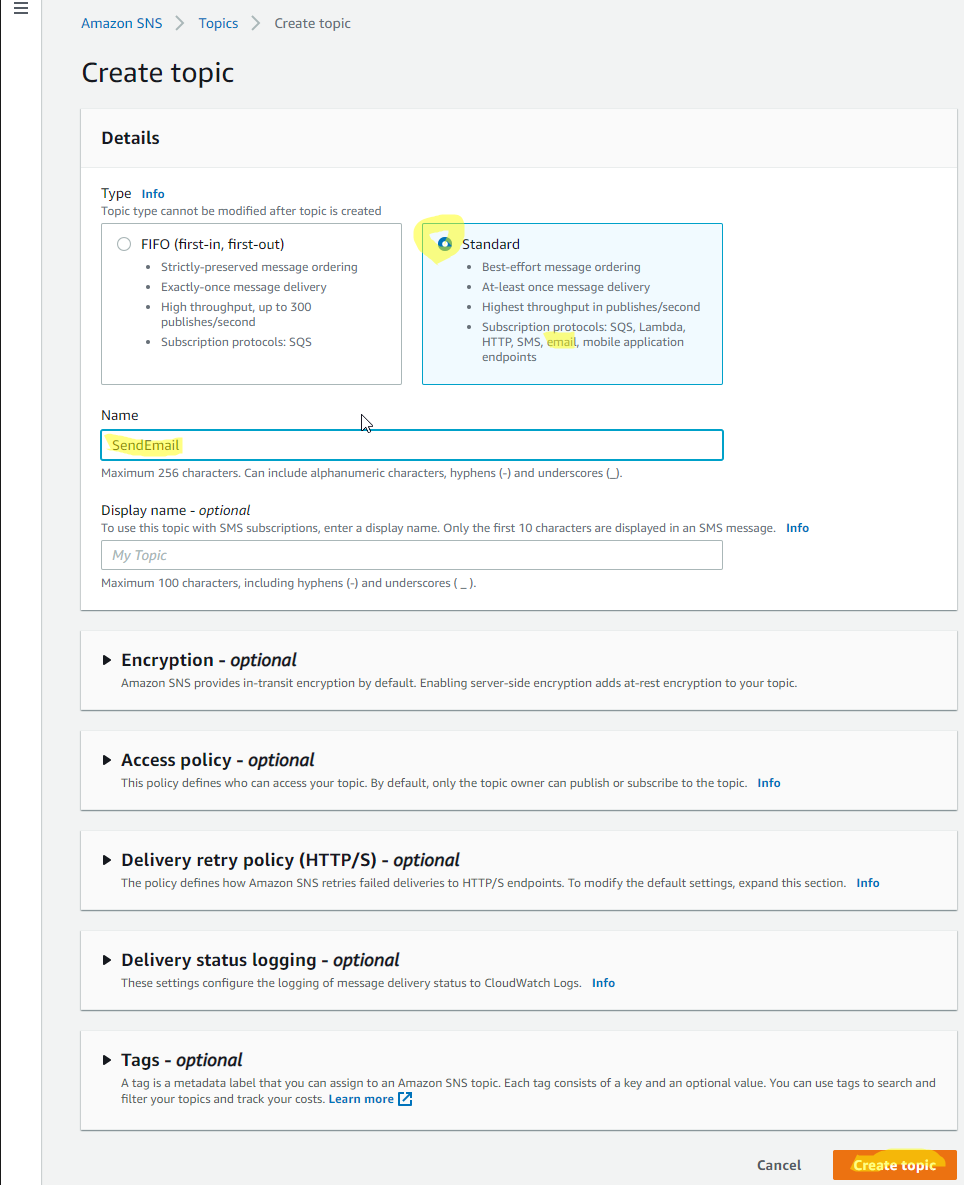 Amazon SNS > Topics > Create topic
Create topic
Details
Type Info
Topic type cannot be modified after topic is created
FIFO (first-in, first-out)
• Strictly-preserved message ordering
• Exactly-once message delivery
• High throughput, up to 300
publishes/second
• Subscription protocols: SQS
Standard
• Best-effort message ordering
• At-least once message delivery
• Highest throughput in publishes/second
• Subscription protocols: SQS, Lambda,
HTTP, SMS, email, mobile application
endpoints
Name
SendEmail
Maximum 256 characters. Can include alphanumeric characters, hyphens (-) and underscores (_).
Display name - optional
To use this topic with SMS subscriptions, enter a display name. Only the first 10 characters are displayed in an SMS message. Info
My Topic
Maximum 100 characters, including hyphens (-) and underscores ( _ ).
Encryption - optional
Amazon SNS provides in-transit encryption by default. Enabling server-side encryption adds at-rest encryption to your topic.
Access policy - optional
This policy defines who can access your topic. By default, only the topic owner can publish or subscribe to the topic. Info
Delivery retry policy (HTTP/S) - optional
The policy defines how Amazon SNS retries failed deliveries to HTTP/S endpoints. To modify the default settings, expand this section. Info
Delivery status logging - optional
These settings configure the logging of message delivery status to CloudWatch Logs. Info
Tags - optional
A tag is a metadata label that you can assign to an Amazon SNS topic. Each tag consists of a key and an optional value. You can use tags to search and
filter your topics and track your costs. Learn more
Cancel Create topic